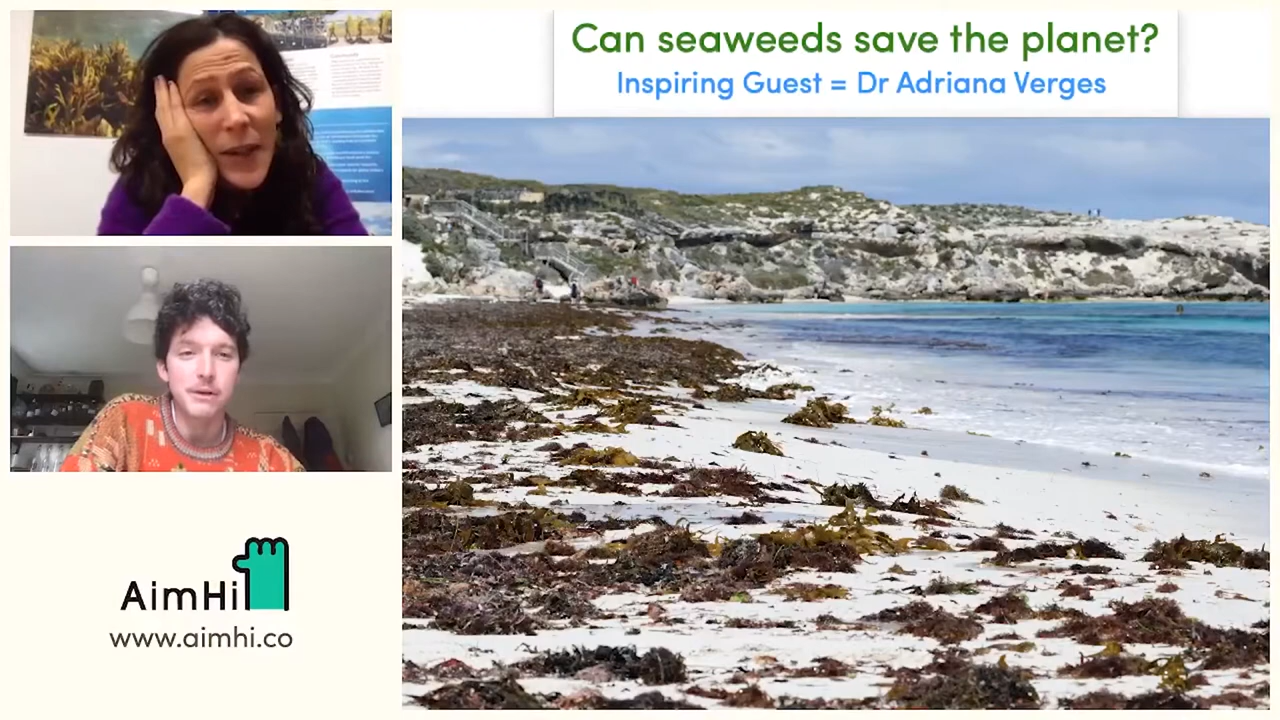 Can seaweeds save the planet?
Inspiring Guest = Dr Adriana Verges
AimHi
www.aimhi.co